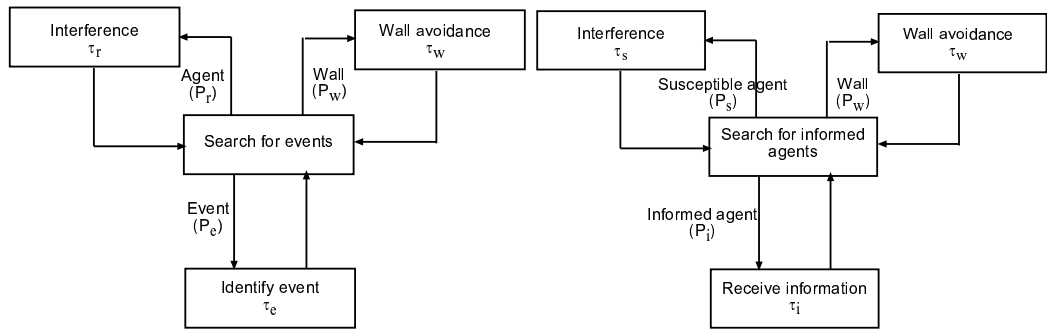 Interference
τr
Wall avoidance
τw
Agent
(Pr)
Wall
(Pw)
Search for events
Event
(Pe)
Identify event
τe
Interference
τs
Wall avoidance
τw
Susceptible agent
(Ps)
Wall
(Pw)
Search for informed
agents
Informed agent
(Pi)
Receive information
τi